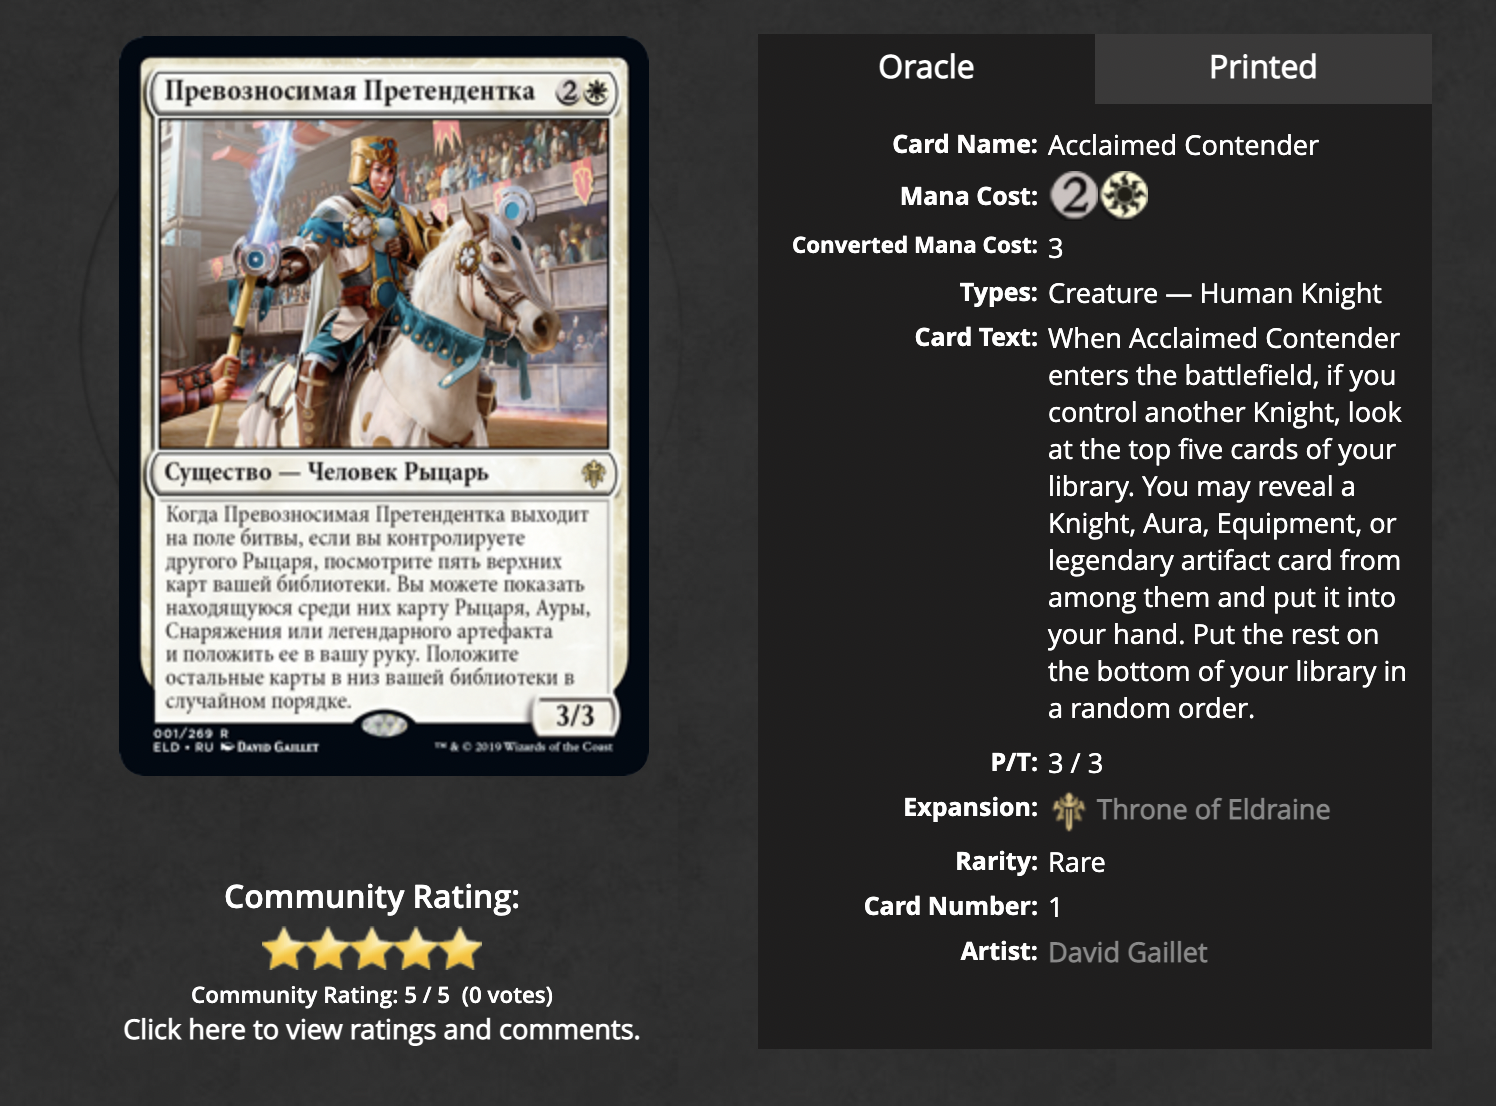 Превозносимая Претендентка 2
Существо — Человек Рыцарь
Когда Превозносимая Претендентка выходит
на поле битвы, если вы контролируете
другого Рыцаря, посмотрите пять верхних
карт вашей библиотеки. Вы можете показать
находящуюся среди них карту Рыцаря, Ауры,
Снаряжения или легендарного артефакта
и положить ее в вашу руку. Положите
остальные карты в низ вашей библиотеки в
случайном порядке.
3/3
001/269 R
ELD • RU DAVID GAILLET
™ & © 2019 Wizards of the Coast
Community Rating:
Community Rating: 5 / 5 (0 votes)
Click here to view ratings and comments.
Oracle
Printed
Card Name: Acclaimed Contender
Mana Cost: 2
Converted Mana Cost: 3
Types: Creature — Human Knight
Card Text: When Acclaimed Contender
enters the battlefield, if you
control another Knight, look
at the top five cards of your
library. You may reveal a
Knight, Aura, Equipment, or
legendary artifact card from
among them and put it into
your hand. Put the rest on
the bottom of your library in
a random order.
P/T: 3 / 3
Expansion: Throne of Eldraine
Rarity: Rare
Card Number: 1
Artist: David Gaillet